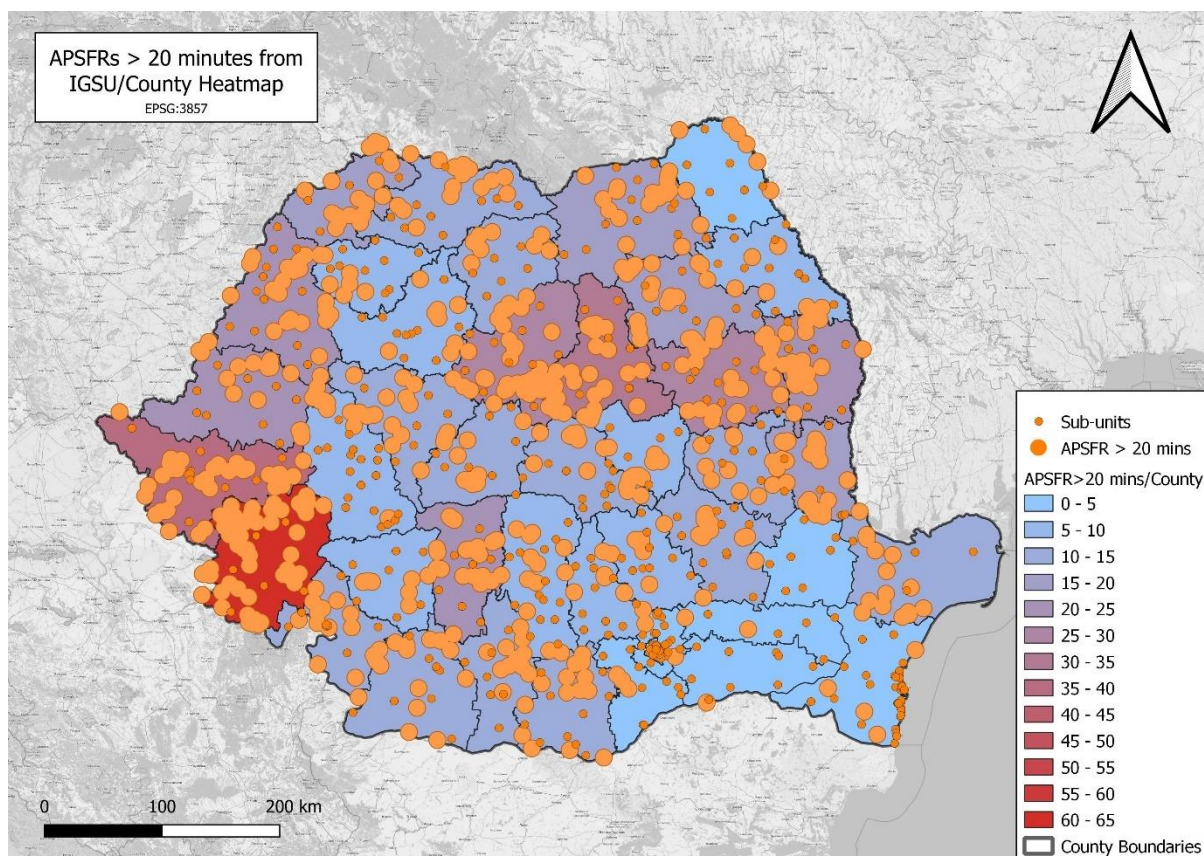 APSFRs > 20 minutes from
IGSU/County Heatmap
EPSG:3857
Sub-units
APSFR > 20 mins
APSFR>20 mins/County
0 - 5
5 - 10
10 - 15
15 - 20
20 - 25
25 - 30
30 - 35
35 - 40
40 - 45
45 - 50
50 - 55
55 - 60
60 - 65
County Boundaries
0 100 200 km